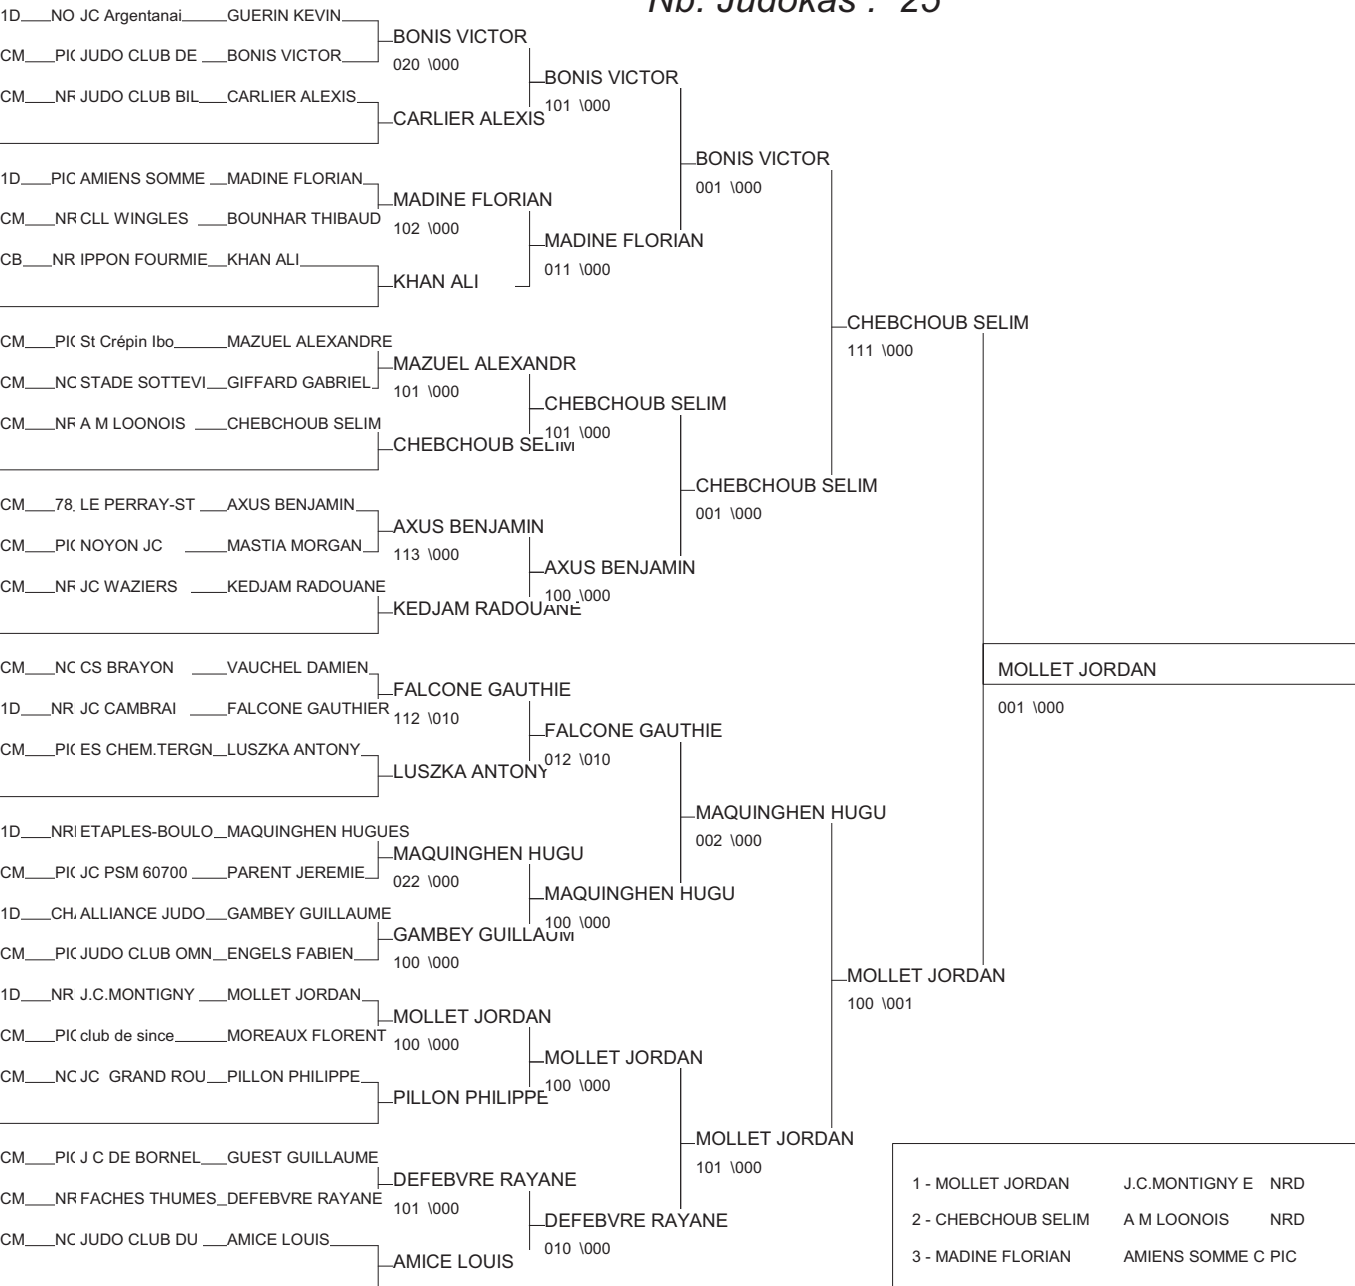 Nb. Judokas : 25
1D NO JC Argentanai GUERIN KEVIN
BONIS VICTOR
CM PI( JUDO CLUB DE BONIS VICTOR
020 \000
BONIS VICTOR
CM NR JUDO CLUB BIL CARLIER ALEXIS
101 \000
CARLIER ALEXIS
BONIS VICTOR
001 \000
1D PIC AMIENS SOMME MADINE FLORIAN
MADINE FLORIAN
CM NR CLL WINGLES BOUNHAR THIBAUD
102 \000
MADINE FLORIAN
CB NR IPPON FOURMIE KHAN ALI
011 \000
KHAN ALI
CHEBCHOUB SELIM
111 \000
CM PI( St Crépin Ibo MAZUEL ALEXANDRE
MAZUEL ALEXANDR
CM NC STADE SOTTEVI GIFFARD GABRIEL
101 \000
CHEBCHOUB SELIM
CM NR A M LOONOIS CHEBCHOUB SELIM
101 \000
CHEBCHOUB SELIM
CHEBCHOUB SELIM
001 \000
CM 78 LE PERRAY-ST AXUS BENJAMIN
AXUS BENJAMIN
CM PI( NOYON JC MASTIA MORGAN
113 \000
AXUS BENJAMIN
CM NR JC WAZIERS KEDJAM RADOUANE
100 \000
KEDJAM RADOUANE
CM NC CS BRAYON VAUCHEL DAMIEN
MOLLET JORDAN
001 \000
FALCONE GAUTHIE
1D NR JC CAMBRAI FALCONE GAUTHIER
112 \010
FALCONE GAUTHIE
CM PI( ES CHEM.TERGN LUSZKA ANTONY
012 \010
LUSZKA ANTONY
MAQUINGHEN HUGU
002 \000
1D NR ETAPLES-BOULO MAQUINGHEN HUGUES
MAQUINGHEN HUGU
CM PI( JC PSM 60700 PARENT JEREMIE
022 \000
MAQUINGHEN HUGU
1D CH ALLIANCE JUDO GAMBEY GUILLAUME
100 \000
GAMBEY GUILLAUM
CM PI( JUDO CLUB OMN ENGELS FABIEN
100 \000
MOLLET JORDAN
100 \001
1D NR J.C.MONTIGNY MOLLET JORDAN
MOLLET JORDAN
CM PI( club de since MOREAUX FLORENT
100 \000
MOLLET JORDAN
CM NC JC GRAND ROU PILLON PHILIPPE
100 \000
PILLON PHILIPPE
MOLLET JORDAN
101 \000
CM PI( J C DE BORNEL GUEST GUILLAUME
DEFEBVRE RAYANE
CM NR FACHES THUMES DEFEBVRE RAYANE
101 \000
DEFEBVRE RAYANE
CM NC JUDO CLUB DU AMICE LOUIS
010 \000
AMICE LOUIS
1 - MOLLET JORDAN J.C.MONTIGNY E NRD
2 - CHEBCHOUB SELIM A M LOONOIS NRD
3 - MADINE FLORIAN AMIENS SOMME C PIC